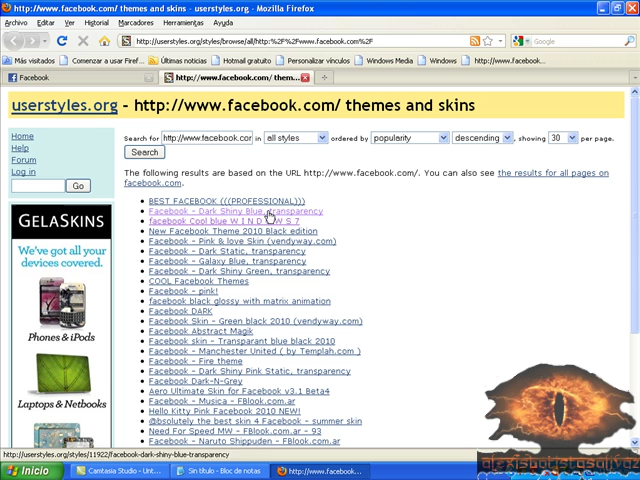 http://www.facebook.com/ themes and skins - userstyles.org - Mozilla Firefox
Archivo Editar Ver Historial Marcadores Herramientas Ayuda
http://userstyles.org/styles/browse/all/http:%2F%2Fwww.facebook.com%2F
Google
Más visitados Comenzar a usar Firef... Últimas noticias Hotmail gratuito Personalizar vínculos Windows Media Windows http://www.facebook....
Facebook http://www.facebook.com/ them...
userstyles.org - http://www.facebook.com/ themes and skins
Home
Help
Forum
Log in
Go
Search for http://www.facebook.com in all styles ordered by popularity descending, showing 30 per page.
Search
The following results are based on the URL http://www.facebook.com/. You can also see the results for all pages on
facebook.com.
BEST FACEBOOK (((PROFESSIONAL)))
Facebook - Dark Shiny Blue, transparency
facebook Cool blue W I N D O W S 7
New Facebook Theme 2010 Black edition
Facebook - Pink & love Skin (vendyway.com)
Facebook - Dark Static, transparency
Facebook - Galaxy Blue, transparency
Facebook - Dark Shiny Green, transparency
COOL Facebook Themes
Facebook - pink!
facebook black glossy with matrix animation
Facebook DARK
Facebook Skin - Green black 2010 (vendyway.com)
Facebook Abstract Magik
Facebook skin - Transparant blue black 2010
Facebook - Manchester United ( by Templah.com )
Facebook - Fire theme
Facebook - Dark Shiny Pink Static, transparency
Facebook Dark-N-Grey
Aero Ultimate Skin for Facebook v3.1 Beta4
Facebook - Musica - FBlook.com.ar
Hello Kitty Pink Facebook 2010 NEW!
@bsolutely the best skin 4 Facebook - summer skin
Need For Speed MW - FBlook.com.ar - 93
Facebook - Naruto Shippuden - FBlook.com.ar
GELASKINS
We've got all your
devices covered.
Phones & iPods
Laptops & Netbooks
http://userstyles.org/styles/11922/facebook-dark-shiny-blue-transparency
Inicio Camtasia Studio - Unt... Sin título - Bloc de notas http://www.facebook...